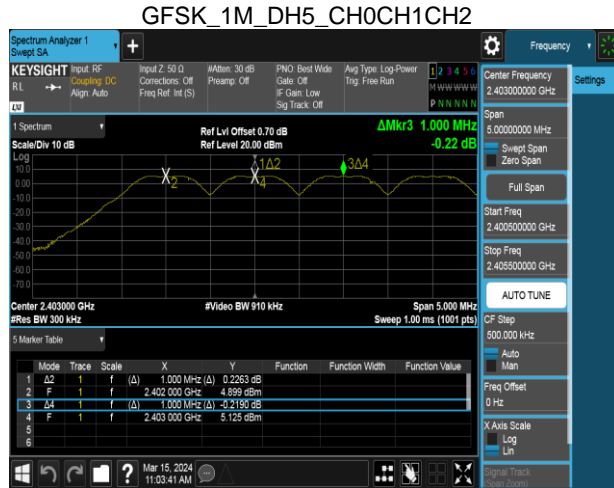 GFSK_1M_DH5_CH0CH1CH2
Spectrum Analyzer 1
Swept SA
Frequency
KEYSIGHT
RL
Input: RF
Coupling: DC
Align: Auto
Input Z: 50 Ω
Corrections: Off
Freq Ref: Int (S)
#Atten: 30 dB
Preamp: Off
PNO: Best Wide
Gate: Off
IF Gain: Low
Sig Track: Off
Avg Type: Log-Power
Trig: Free Run
1 2 3 4 5 6
M W W W W W
P N N N N N
LXI
1 Spectrum
Scale/Div 10 dB
Ref Lvl Offset 0.70 dB
Ref Level 20.00 dBm
ΔMkr3 1.000 MHz
-0.22 dB
Log
10.0
0.00
-10.0
-20.0
-30.0
-40.0
-50.0
-60.0
-70.0
2
1Δ2
4
3Δ4
Center 2.403000 GHz
#Res BW 300 kHz
#Video BW 910 kHz
Span 5.000 MHz
Sweep 1.00 ms (1001 pts)
5 Marker Table
Mode Trace Scale X Y Function Function Width Function Value
1 Δ2 1 f (Δ) 1.000 MHz (Δ) 0.2263 dB
2 F 1 f 2.402 000 GHz 4.899 dBm
3 Δ4 1 f (Δ) 1.000 MHz (Δ) -0.2190 dB
4 F 1 f 2.403 000 GHz 5.125 dBm
5
6
Mar 15, 2024
11:03:41 AM
Center Frequency
2.403000000 GHz
Settings
Span
5.00000000 MHz
Swept Span
Zero Span
Full Span
Start Freq
2.400500000 GHz
Stop Freq
2.405500000 GHz
AUTO TUNE
CF Step
500.000 kHz
Auto
Man
Freq Offset
0 Hz
X Axis Scale
Log
Lin
Signal Track
(Span Zoom)